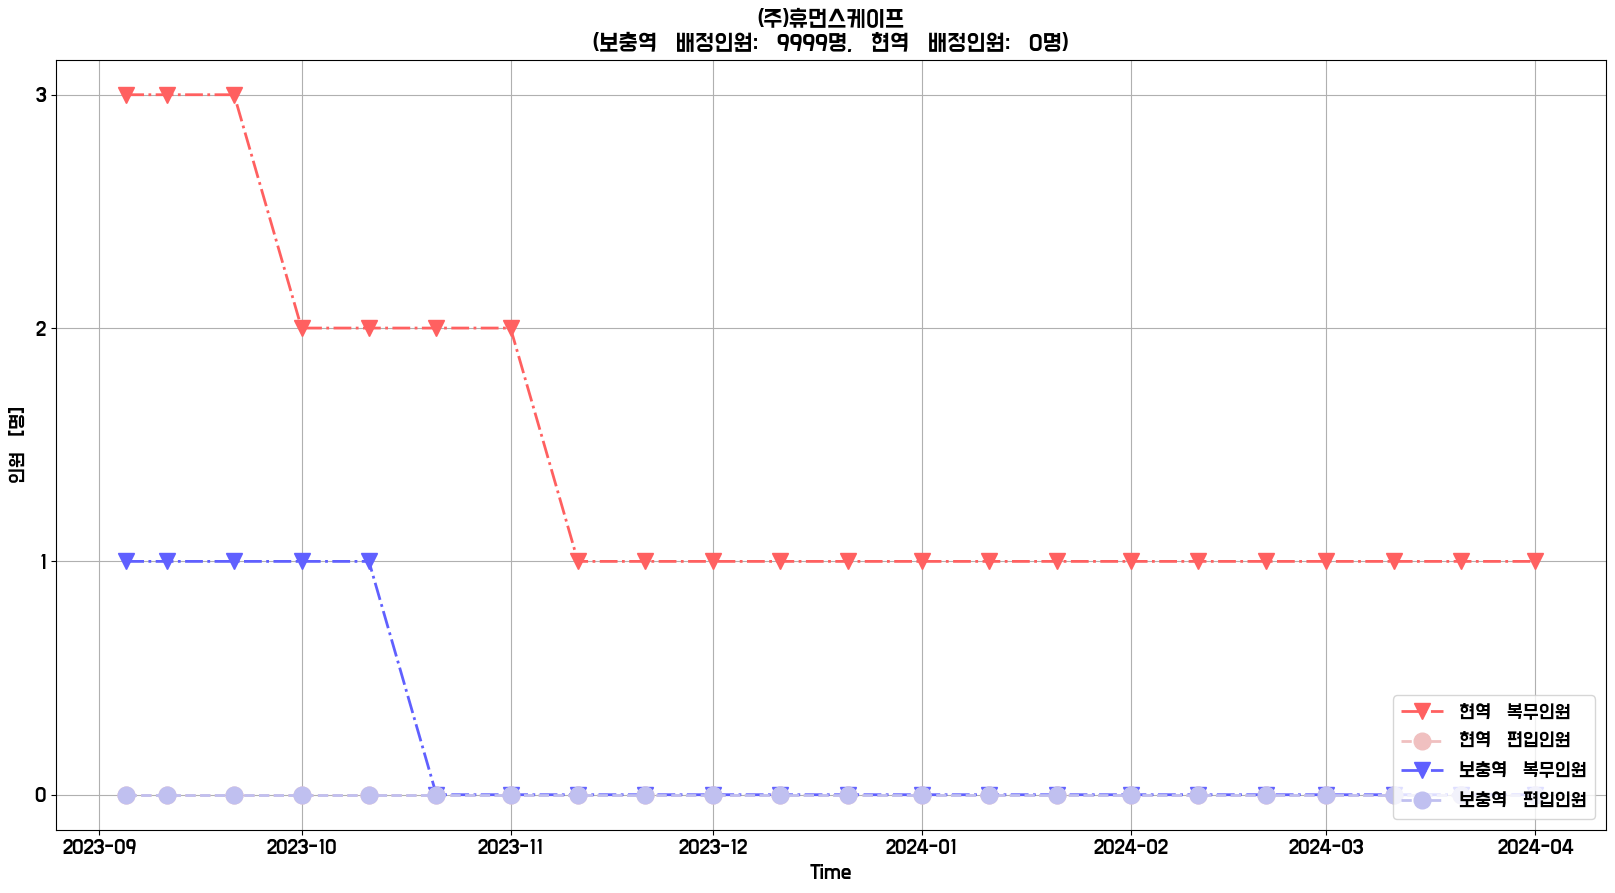 (주)휴먼스케이프
(보충역 배정인원: 9999명, 현역 배정인원: 0명)
3
2
1
0
인원 [명]
2023-09 2023-10 2023-11 2023-12 2024-01 2024-02 2024-03 2024-04
Time
현역 복무인원
현역 편입인원
보충역 복무인원
보충역 편입인원